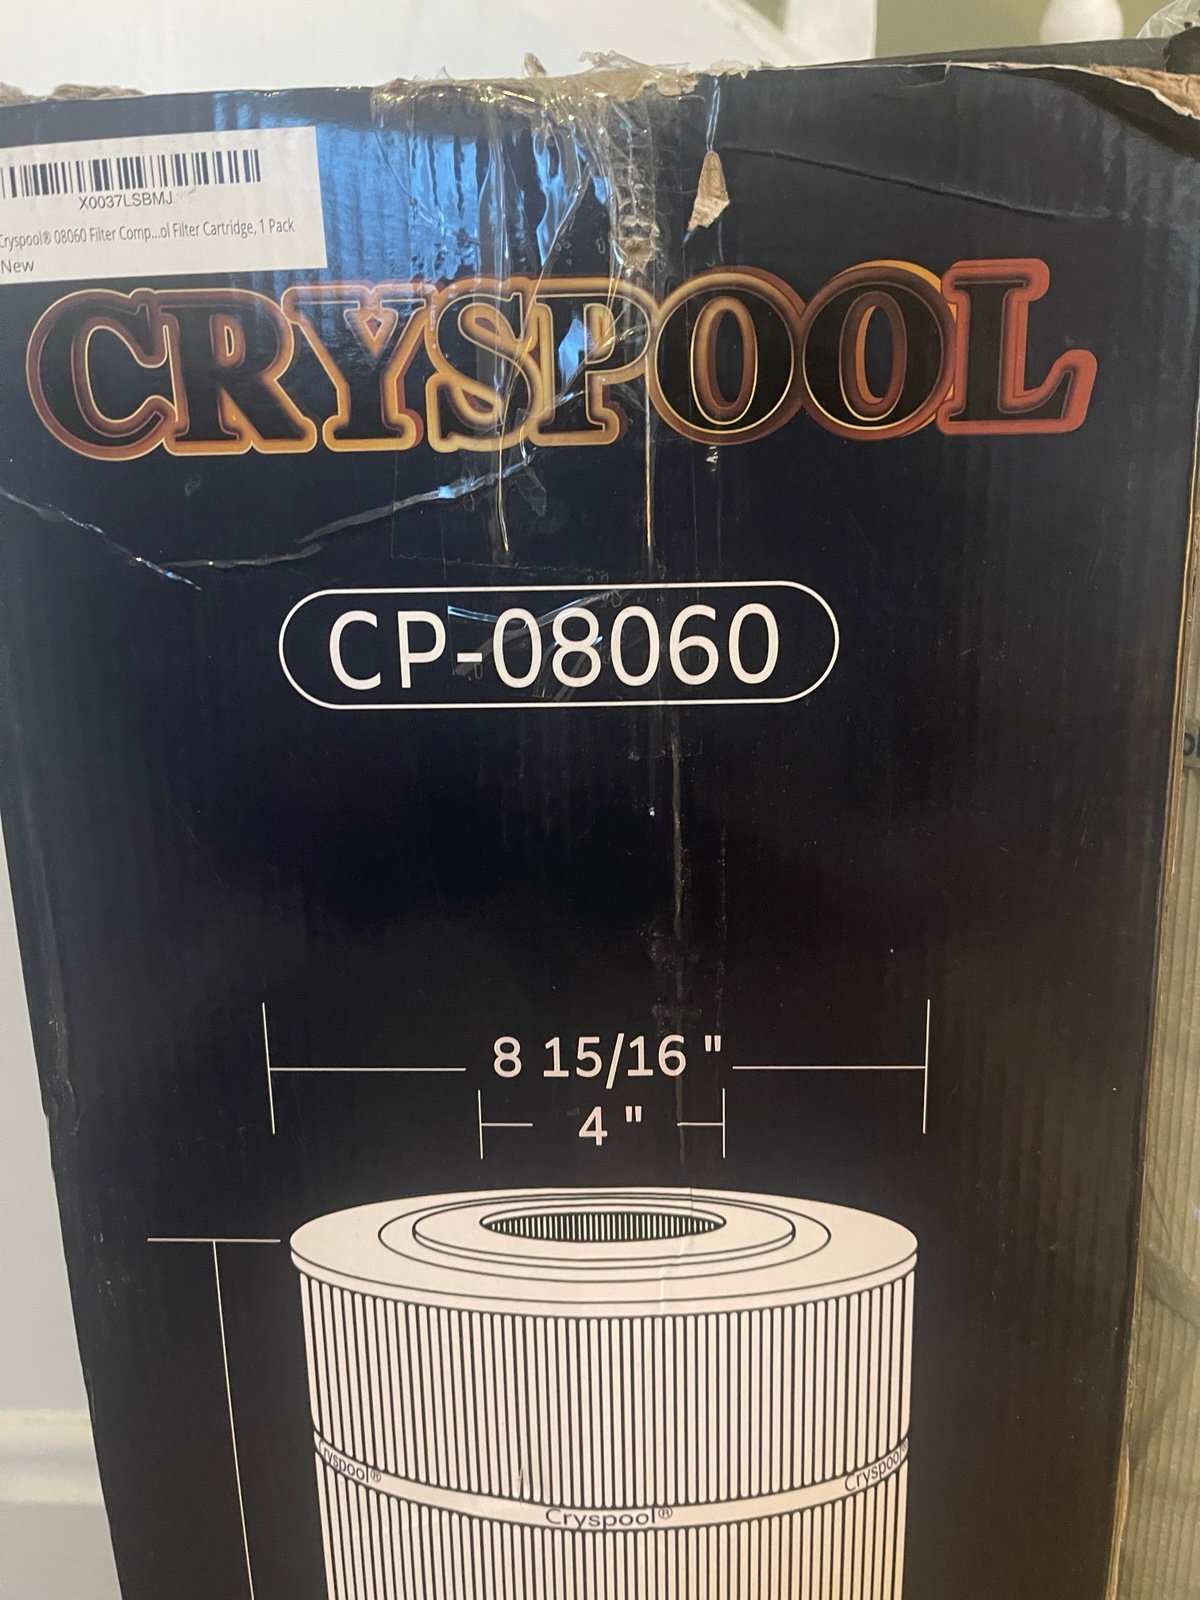 X0037LSBMJ
Cryspool® 08060 Filter Comp...ol Filter Cartridge, 1 Pack
New
CRYSPOOL
CP-08060
8 15/16 "
4 "
Cryspool® Cryspool® Cryspool®